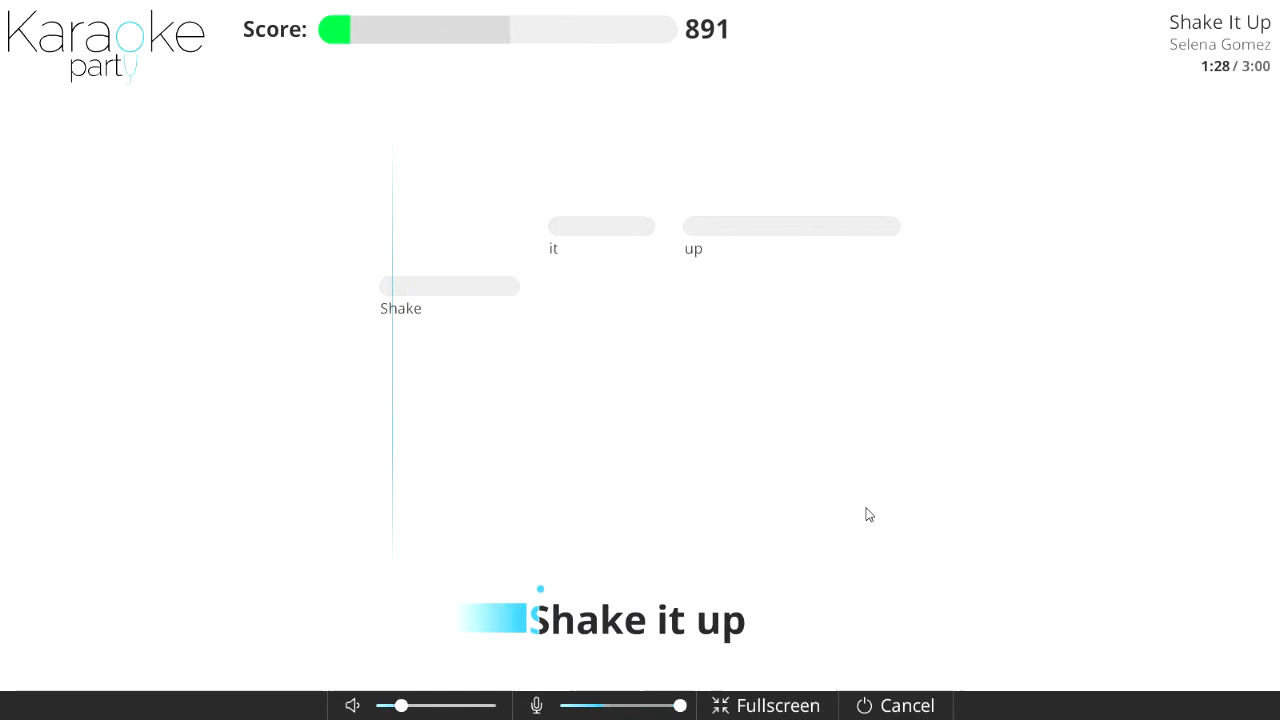 Karaoke
party
Score: 891
Shake It Up
Selena Gomez
1:28 / 3:00
it up
Shake
Shake it up
Fullscreen Cancel